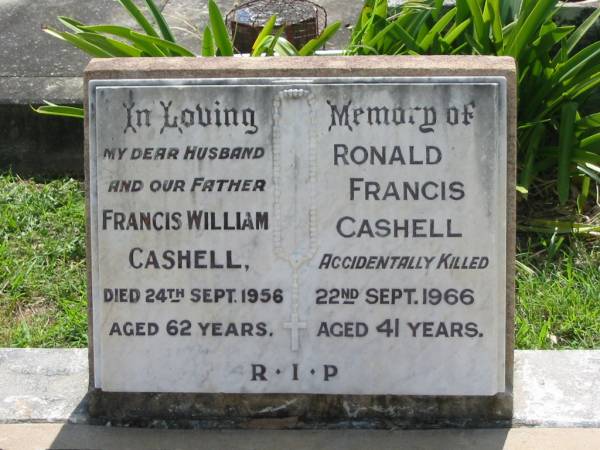 In Loving Memory of
MY DEAR HUSBAND
AND OUR FATHER
FRANCIS WILLIAM
CASHELL,
DIED 24TH SEPT. 1956
AGED 62 YEARS.
RONALD
FRANCIS
CASHELL
ACCIDENTALLY KILLED
22ND SEPT. 1966
AGED 41 YEARS.
R·I·P